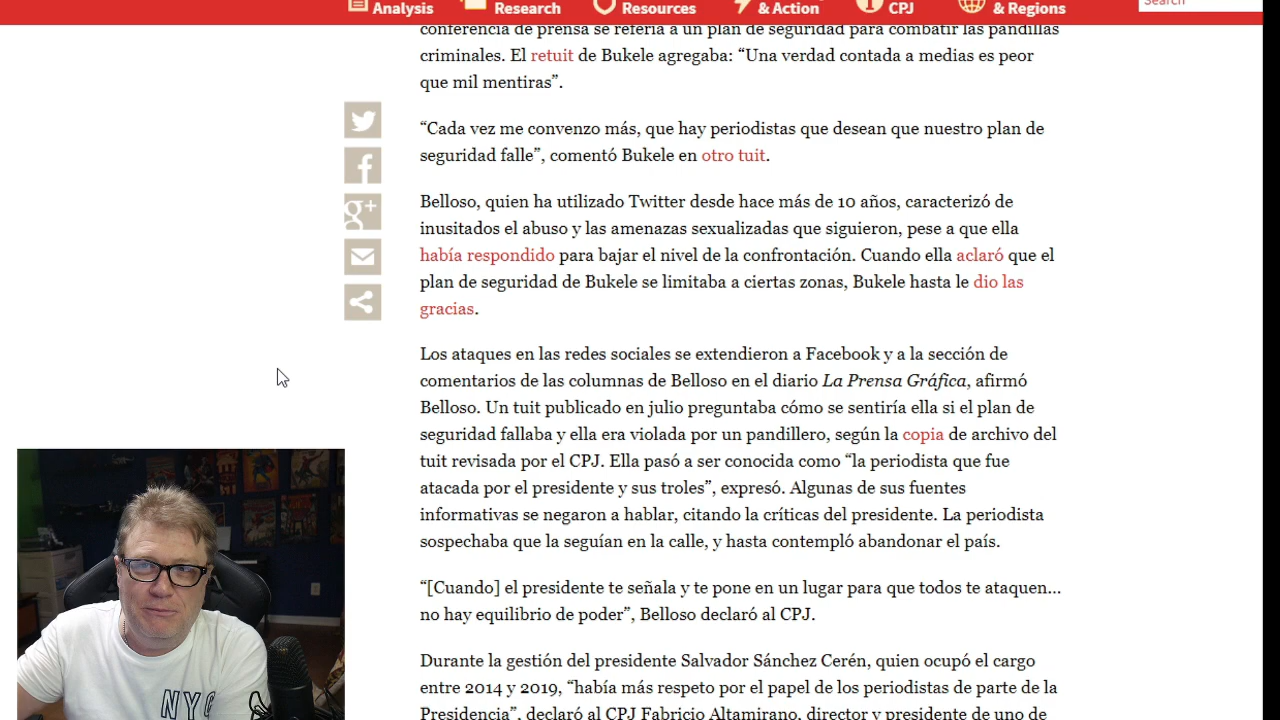 Analysis
Research
Resources
& Action
CPJ
& Regions
Search
conferencia de prensa se refería a un plan de seguridad para combatir las pandillas
criminales. El retuit de Bukele agregaba: “Una verdad contada a medias es peor
que mil mentiras”.
“Cada vez me convenzo más, que hay periodistas que desean que nuestro plan de
seguridad falle”, comentó Bukele en otro tuit.
Belloso, quien ha utilizado Twitter desde hace más de 10 años, caracterizó de
inusitados el abuso y las amenazas sexualizadas que siguieron, pese a que ella
había respondido para bajar el nivel de la confrontación. Cuando ella aclaró que el
plan de seguridad de Bukele se limitaba a ciertas zonas, Bukele hasta le dio las
gracias.
Los ataques en las redes sociales se extendieron a Facebook y a la sección de
comentarios de las columnas de Belloso en el diario La Prensa Gráfica, afirmó
Belloso. Un tuit publicado en julio preguntaba cómo se sentiría ella si el plan de
seguridad fallaba y ella era violada por un pandillero, según la copia de archivo del
tuit revisada por el CPJ. Ella pasó a ser conocida como “la periodista que fue
atacada por el presidente y sus troles”, expresó. Algunas de sus fuentes
informativas se negaron a hablar, citando la críticas del presidente. La periodista
sospechaba que la seguían en la calle, y hasta contempló abandonar el país.
“[Cuando] el presidente te señala y te pone en un lugar para que todos te ataquen…
no hay equilibrio de poder”, Belloso declaró al CPJ.
Durante la gestión del presidente Salvador Sánchez Cerén, quien ocupó el cargo
entre 2014 y 2019, “había más respeto por el papel de los periodistas de parte de la
Presidencia”, declaró al CPJ Fabricio Altamirano, director y presidente de uno de
g+
NYC